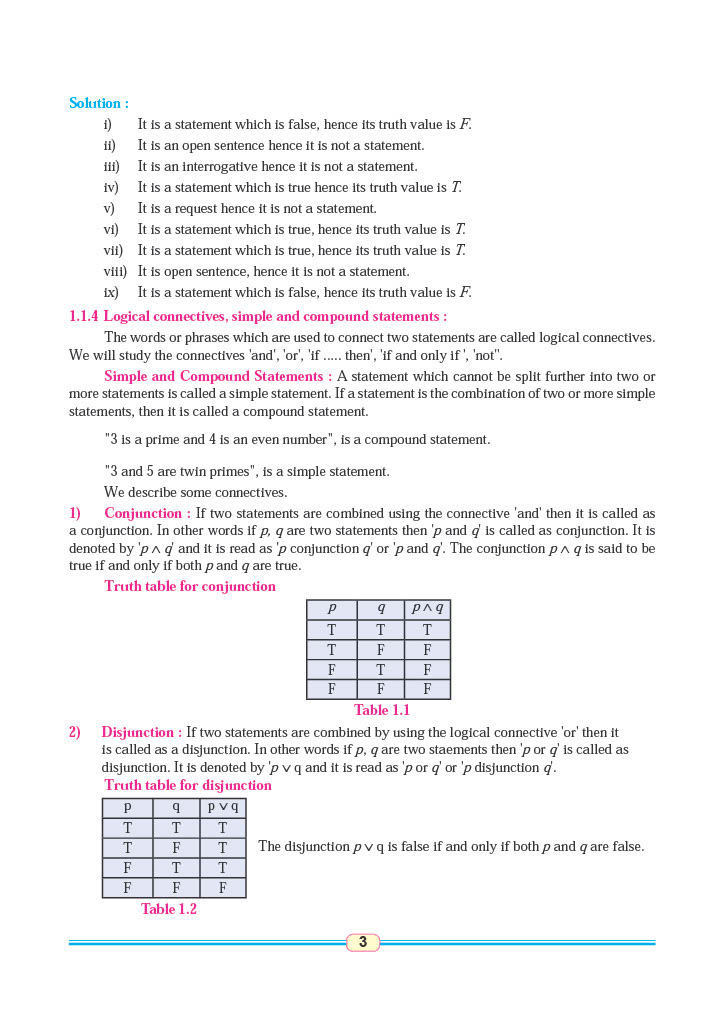 Solution :
i) It is a statement which is false, hence its truth value is F.
ii) It is an open sentence hence it is not a statement.
iii) It is an interrogative hence it is not a statement.
iv) It is a statement which is true hence its truth value is T.
v) It is a request hence it is not a statement.
vi) It is a statement which is true, hence its truth value is T.
vii) It is a statement which is true, hence its truth value is T.
viii) It is open sentence, hence it is not a statement.
ix) It is a statement which is false, hence its truth value is F.
1.1.4 Logical connectives, simple and compound statements :
The words or phrases which are used to connect two statements are called logical connectives.
We will study the connectives 'and', 'or', 'if ..... then', 'if and only if ', 'not''.
Simple and Compound Statements : A statement which cannot be split further into two or
more statements is called a simple statement. If a statement is the combination of two or more simple
statements, then it is called a compound statement.
"3 is a prime and 4 is an even number", is a compound statement.
"3 and 5 are twin primes", is a simple statement.
We describe some connectives.
1) Conjunction : If two statements are combined using the connective 'and' then it is called as
a conjunction. In other words if p, q are two statements then 'p and q' is called as conjunction. It is
denoted by 'p ∧ q' and it is read as 'p conjunction q' or 'p and q'. The conjunction p ∧ q is said to be
true if and only if both p and q are true.
Truth table for conjunction
p q p ∧ q
T T T
T F F
F T F
F F F
Table 1.1
2) Disjunction : If two statements are combined by using the logical connective 'or' then it
is called as a disjunction. In other words if p, q are two staements then 'p or q' is called as
disjunction. It is denoted by 'p ∨ q and it is read as 'p or q' or 'p disjunction q'.
Truth table for disjunction
p q p ∨ q
T T T
T F T
F T T
F F F
The disjunction p ∨ q is false if and only if both p and q are false.
Table 1.2
3